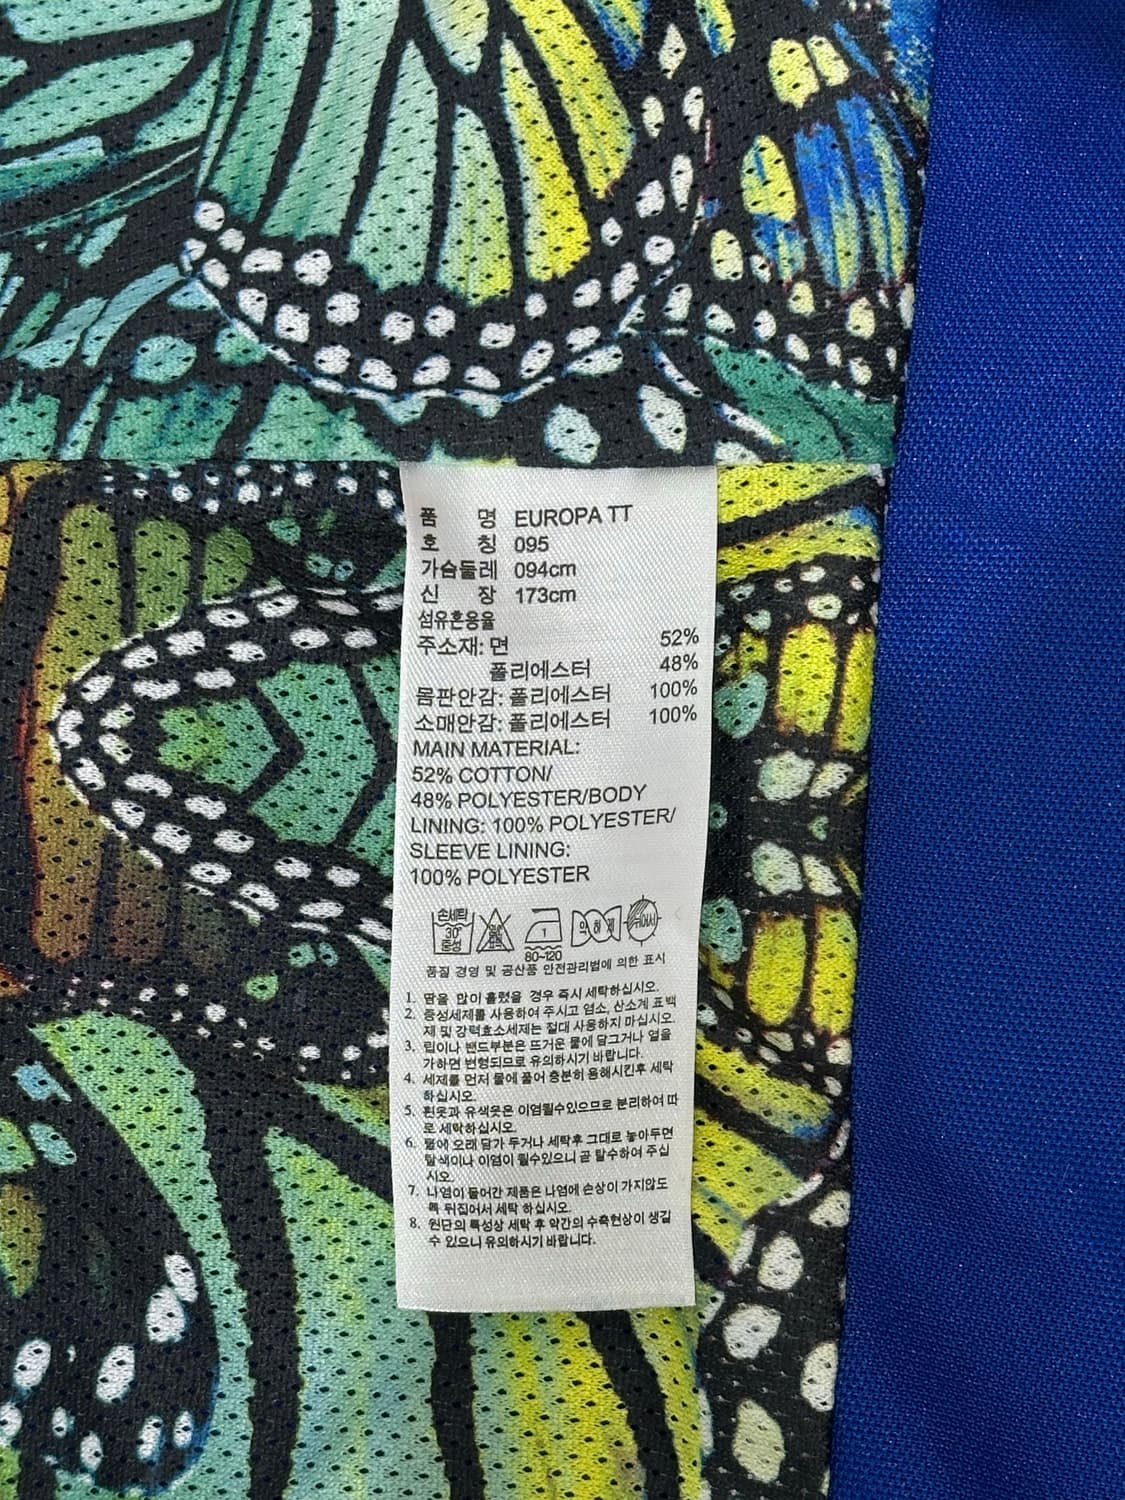 품 명 EUROPA TT
호 칭 095
가슴둘레 094cm
신 장 173cm
섬유혼용율
주소재: 면 52%
폴리에스터 48%
몸판안감: 폴리에스터 100%
소매안감: 폴리에스터 100%
MAIN MATERIAL:
52% COTTON/
48% POLYESTER/BODY
LINING: 100% POLYESTER/
SLEEVE LINING:
100% POLYESTER
손세탁
30°
중성
1
80~120
약하게
품질 경영 및 공산품 안전관리법에 의한 표시
1. 땀을 많이 흘렸을 경우 즉시 세탁하십시오.
2. 중성세제를 사용하여 주시고 염소, 산소계 표백
제 및 강력효소세제는 절대 사용하지 마십시오.
3. 립이나 밴드부분은 뜨거운 물에 담그거나 열을
가하면 변형되므로 유의하시기 바랍니다.
4. 세제를 먼저 물에 풀어 충분히 용해시킨후 세탁
하십시오.
5. 흰옷과 유색옷은 이염될수있으므로 분리하여 따
로 세탁하십시오.
6. 물에 오래 담가 두거나 세탁후 그대로 놓아두면
탈색이나 이염이 될수있으니 곧 탈수하여 주십
시오.
7. 나염이 들어간 제품은 나염에 손상이 가지않도
록 뒤집어서 세탁 하십시오.
8. 원단의 특성상 세탁 후 약간의 수축현상이 생길
수 있으니 유의하시기 바랍니다.